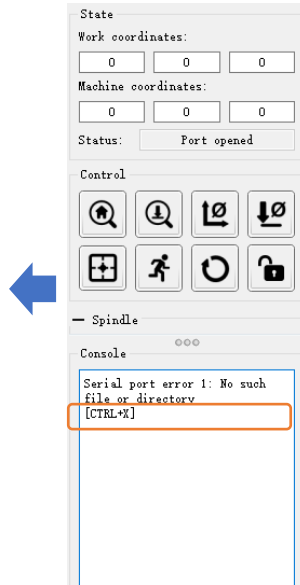 State
Work coordinates:
0 0 0
Machine coordinates:
0 0 0
Status: Port opened
Control
Spindle
Console
Serial port error 1: No such
file or directory
[CTRL+X]